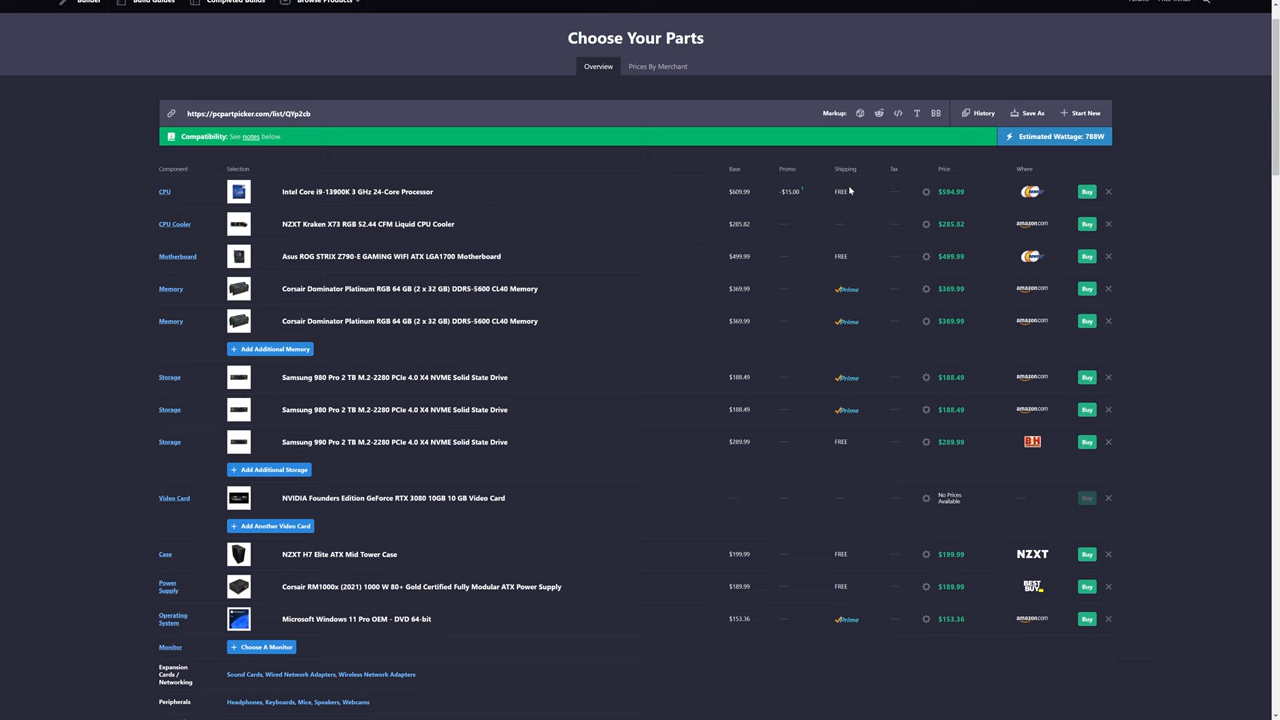 Builder Build Guides Completed Builds Browse Products
Choose Your Parts
Overview Prices By Merchant
https://pcpartpicker.com/list/QYp2cb Markup: T BB History Save As + Start New
Compatibility: See notes below. Estimated Wattage: 788W
Component Selection Base Promo Shipping Tax Price Where
CPU Intel Core i9-13900K 3 GHz 24-Core Processor $609.99 -$15.00 FREE — $594.99 Buy
CPU Cooler NZXT Kraken X73 RGB 52.44 CFM Liquid CPU Cooler $285.82 — — — $285.82 amazon.com Buy
Motherboard Asus ROG STRIX Z790-E GAMING WIFI ATX LGA1700 Motherboard $499.99 — FREE — $499.99 Buy
Memory Corsair Dominator Platinum RGB 64 GB (2 x 32 GB) DDR5-5600 CL40 Memory $369.99 — Prime — $369.99 amazon.com Buy
Memory Corsair Dominator Platinum RGB 64 GB (2 x 32 GB) DDR5-5600 CL40 Memory $369.99 — Prime — $369.99 amazon.com Buy
+ Add Additional Memory
Storage Samsung 980 Pro 2 TB M.2-2280 PCIe 4.0 X4 NVME Solid State Drive $188.49 — Prime — $188.49 amazon.com Buy
Storage Samsung 980 Pro 2 TB M.2-2280 PCIe 4.0 X4 NVME Solid State Drive $188.49 — Prime — $188.49 amazon.com Buy
Storage Samsung 990 Pro 2 TB M.2-2280 PCIe 4.0 X4 NVME Solid State Drive $289.99 — FREE — $289.99 B&H Buy
+ Add Additional Storage
Video Card NVIDIA Founders Edition GeForce RTX 3080 10GB 10 GB Video Card — — — — No Prices Available — Buy
+ Add Another Video Card
Case NZXT H7 Elite ATX Mid Tower Case $199.99 — FREE — $199.99 NZXT Buy
Power Supply Corsair RM1000x (2021) 1000 W 80+ Gold Certified Fully Modular ATX Power Supply $189.99 — FREE — $189.99 BEST BUY Buy
Operating System Microsoft Windows 11 Pro OEM - DVD 64-bit $153.36 — Prime — $153.36 amazon.com Buy
Monitor + Choose A Monitor
Expansion Cards / Networking Sound Cards, Wired Network Adapters, Wireless Network Adapters
Peripherals Headphones, Keyboards, Mice, Speakers, Webcams